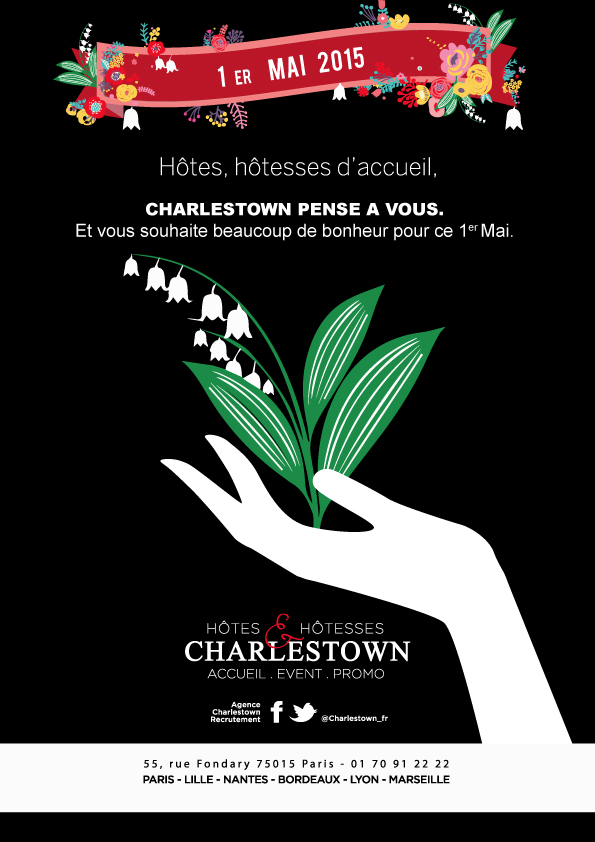 1 ER MAI 2015
Hôtes, hôtesses d'accueil,
CHARLESTOWN PENSE A VOUS.
Et vous souhaite beaucoup de bonheur pour ce 1er Mai.
HÔTES & HÔTESSES
CHARLESTOWN
ACCUEIL . EVENT . PROMO
Agence
Charlestown
Recrutement
@Charlestown_fr
55, rue Fondary 75015 Paris - 01 70 91 22 22
PARIS - LILLE - NANTES - BORDEAUX - LYON - MARSEILLE